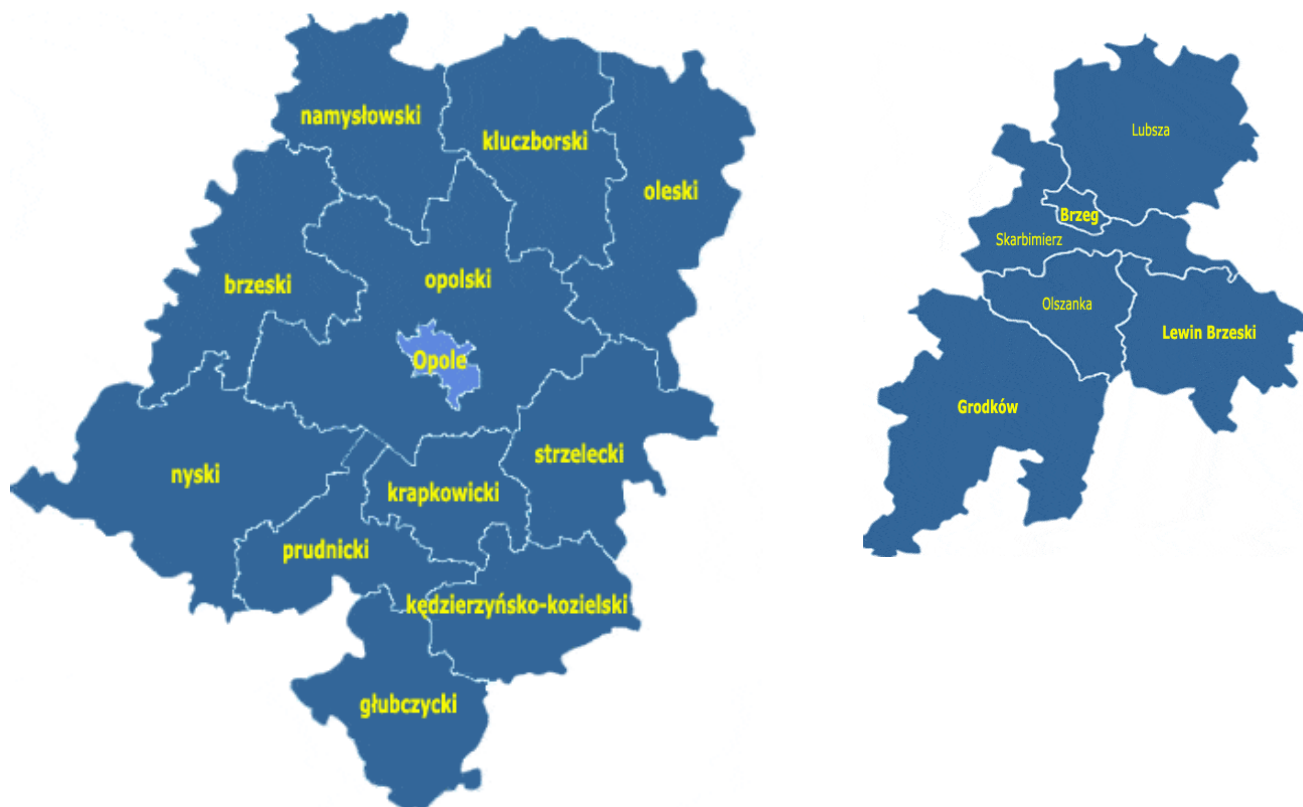 namysłowski
kluczborski
oleski
brzeski
opolski
Opole
nyski
strzelecki
krapkowicki
prudnicki
kędzierzyńsko-kozielski
głubczycki
Lubsza
Brzeg
Skarbimierz
Olszanka
Lewin Brzeski
Grodków